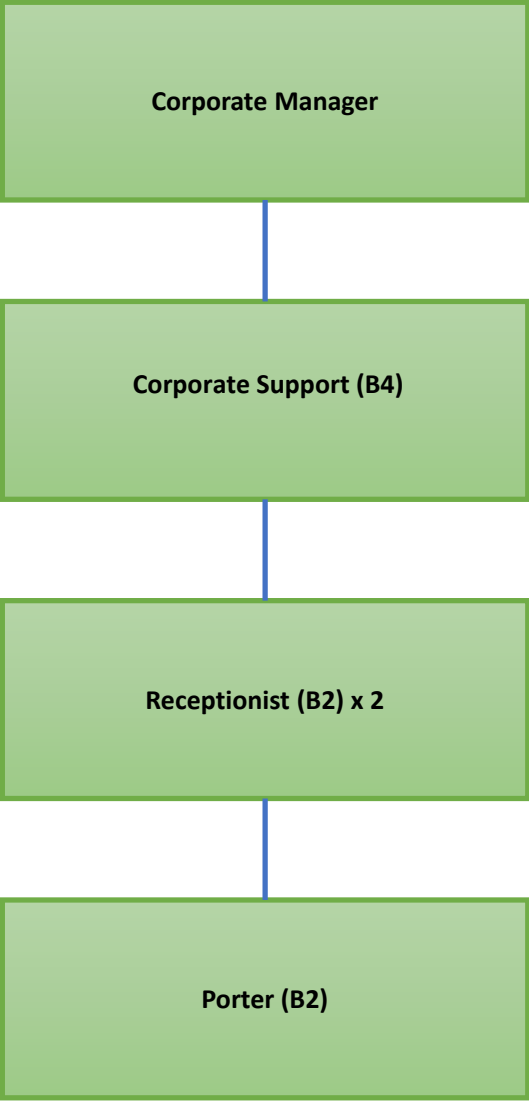 Corporate Manager
Corporate Support (B4)
Receptionist (B2) x 2
Porter (B2)